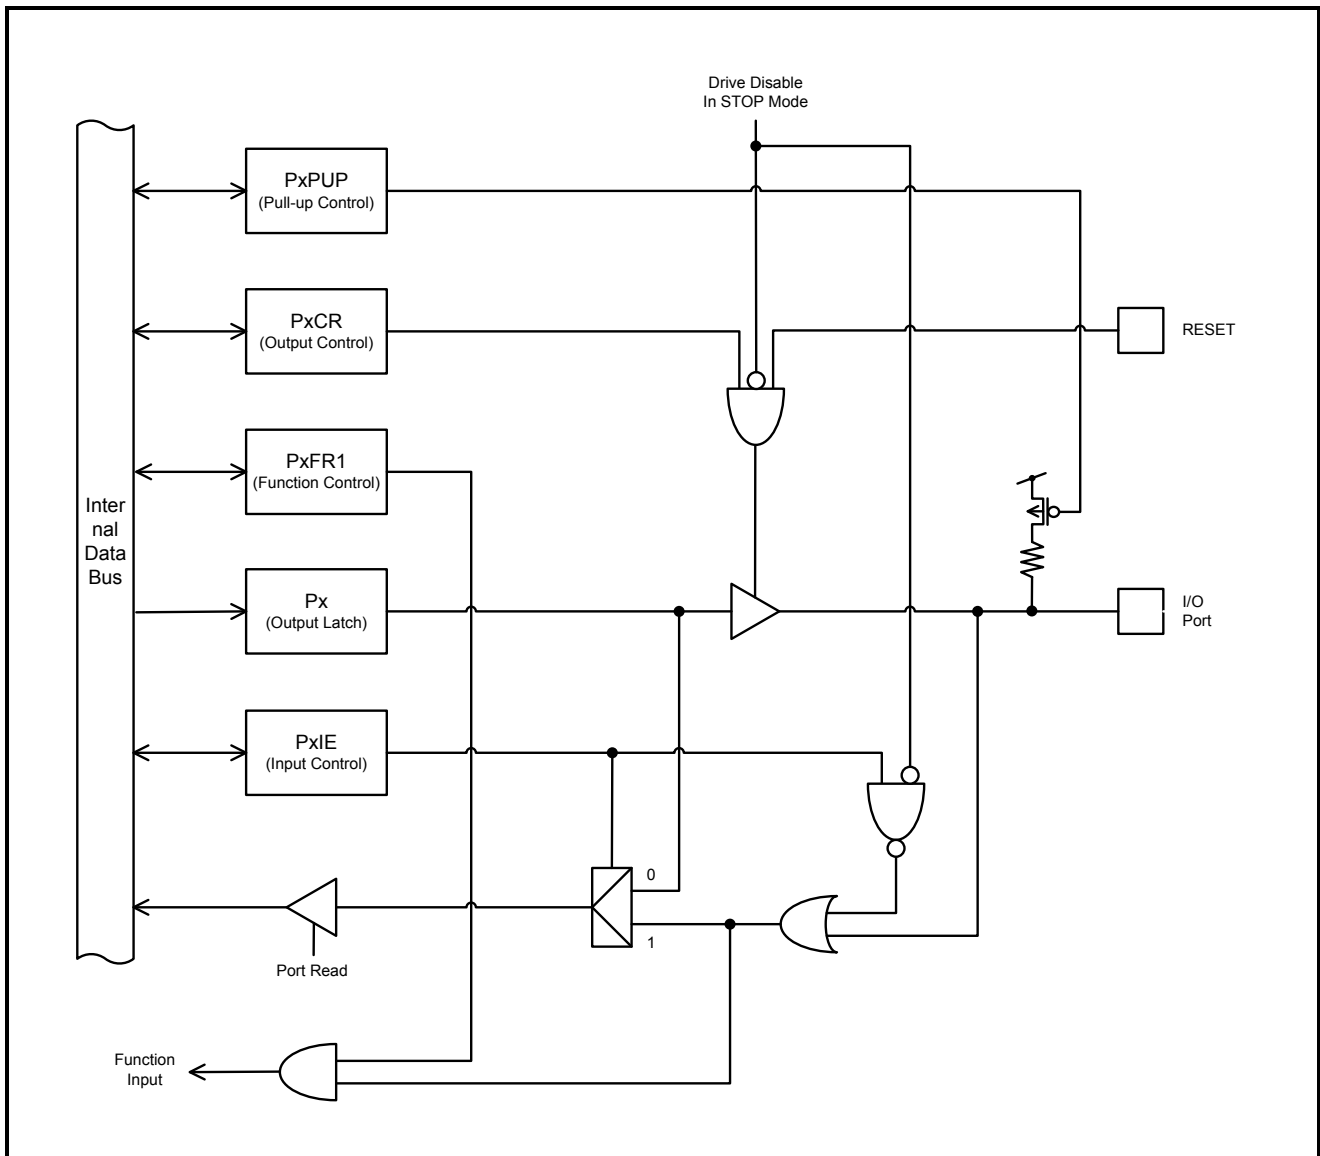 Drive Disable
In STOP Mode
PxPUP
(Pull-up Control)
PxCR
(Output Control)
RESET
PxFR1
(Function Control)
Inter
nal
Data
Bus
Px
(Output Latch)
I/O
Port
PxIE
(Input Control)
0
1
Port Read
Function
Input